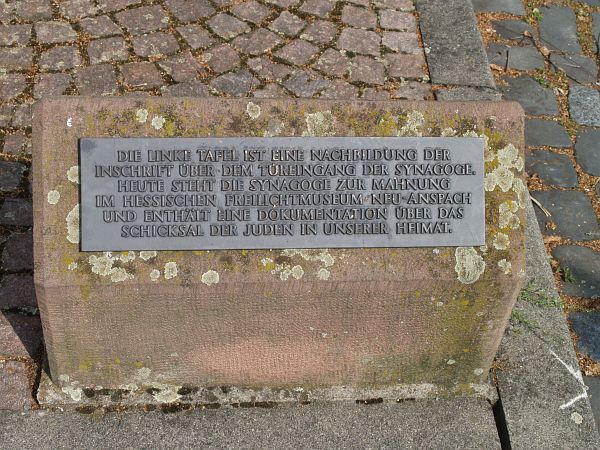 DIE LINKE TAFEL IST EINE NACHBILDUNG DER
INSCHRIFT ÜBER DEM TÜREINGANG DER SYNAGOGE.
HEUTE STEHT DIE SYNAGOGE ZUR MAHNUNG
IM HESSISCHEN FREILICHTMUSEUM NEU-ANSPACH
UND ENTHÄLT EINE DOKUMENTATION ÜBER DAS
SCHICKSAL DER JUDEN IN UNSERER HEIMAT.